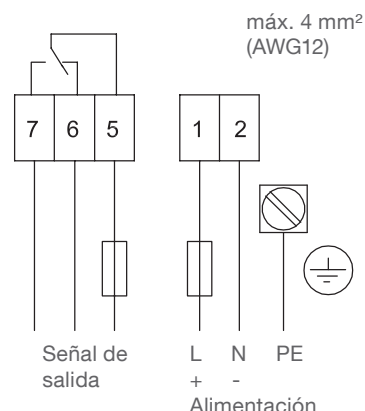 máx. 4 mm²
(AWG12)
7 6 5 1 2
Señal de
salida
L N PE
+ -
Alimentación